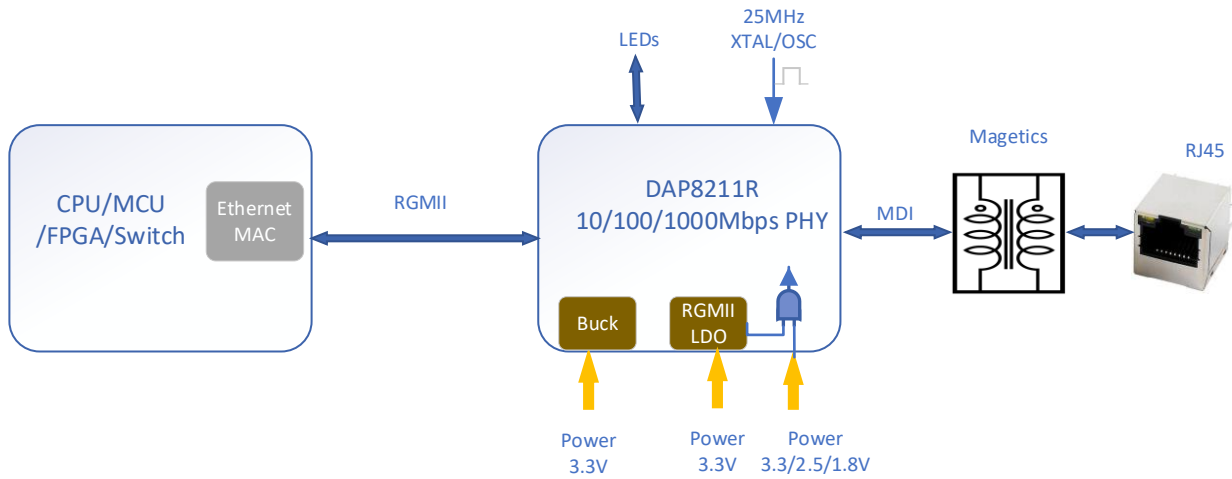 LEDs
25MHz
XTAL/OSC
CPU/MCU
/FPGA/Switch
Ethernet
MAC
RGMII
DAP8211R
10/100/1000Mbps PHY
MDI
Magetics
RJ45
Buck
RGMII
LDO
Power
3.3V
Power
3.3V
Power
3.3/2.5/1.8V